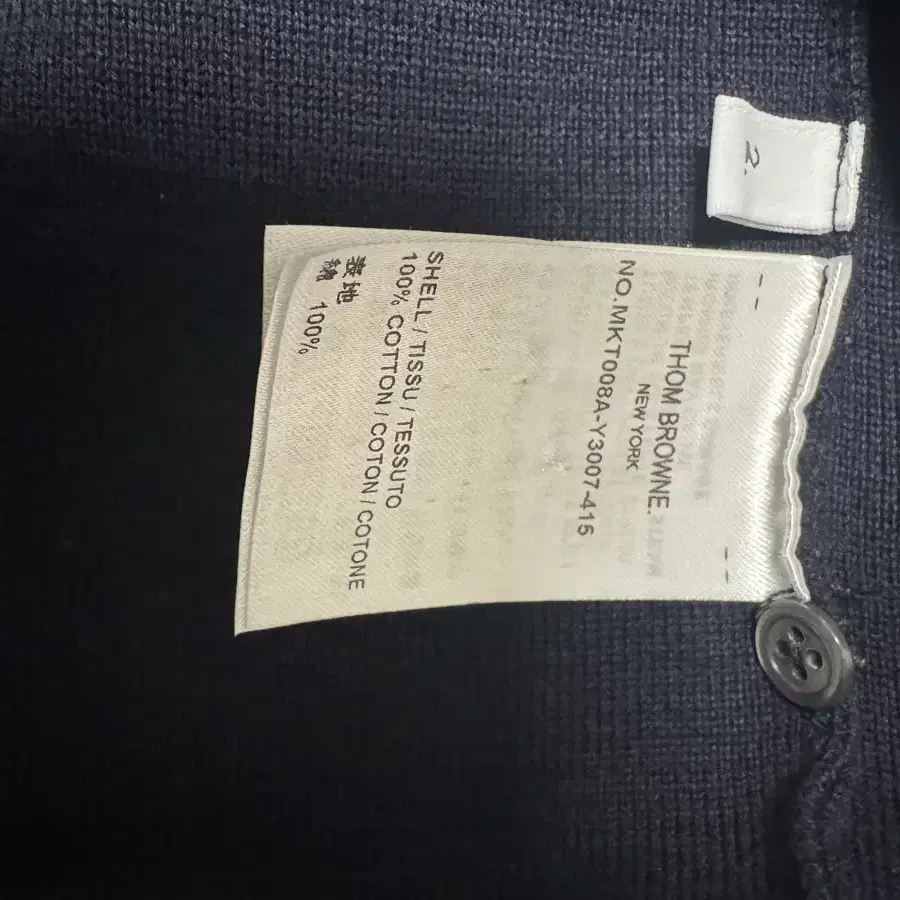 2.
THOM BROWNE.
NEW YORK
NO.MKT008A-Y3007-415
SHELL / TISSU / TESSUTO
100% COTTON / COTON / COTONE
表地
綿 100%